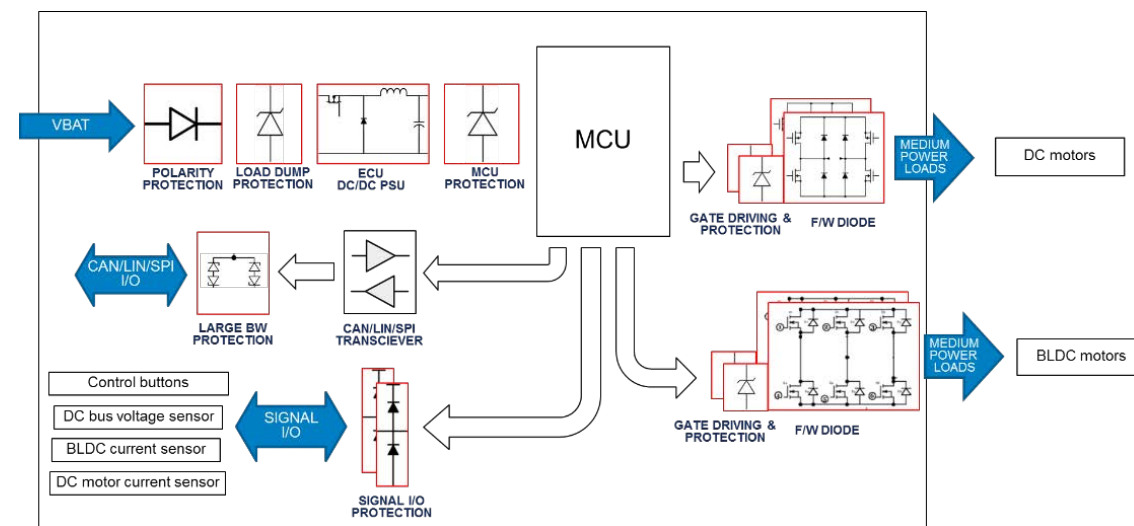 VBAT
POLARITY
PROTECTION
LOAD DUMP
PROTECTION
ECU
DC/DC PSU
MCU
PROTECTION
MCU
GATE DRIVING &
PROTECTION
F/W DIODE
MEDIUM
POWER
LOADS
DC motors
CAN/LIN/SPI
I/O
LARGE BW
PROTECTION
CAN/LIN/SPI
TRANSCIEVER
GATE DRIVING &
PROTECTION
F/W DIODE
MEDIUM
POWER
LOADS
BLDC motors
Control buttons
DC bus voltage sensor
BLDC current sensor
DC motor current sensor
SIGNAL
I/O
SIGNAL I/O
PROTECTION